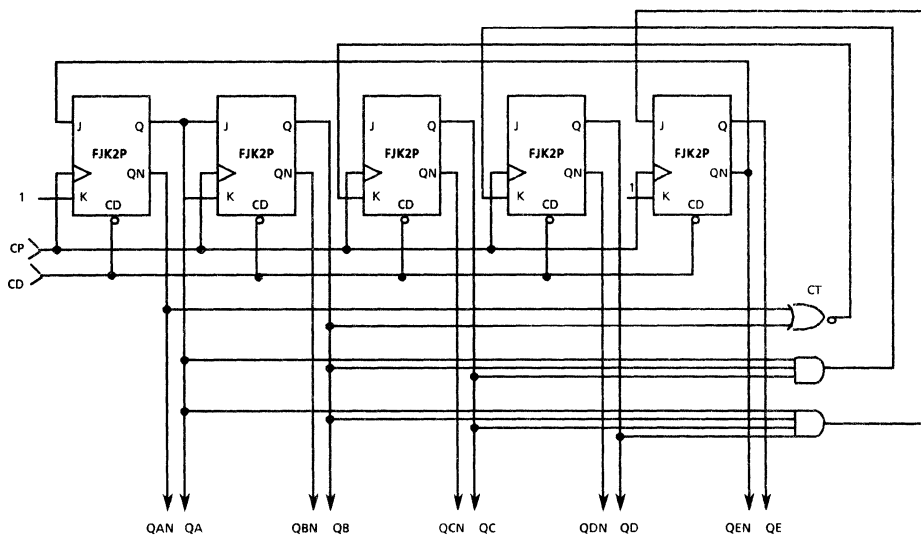 CT
J Q J Q J Q J Q J Q
FJK2P FJK2P FJK2P FJK2P FJK2P
QN QN QN QN QN
1 K K K K 1 K
CD CD CD CD CD
CP
CD
QAN QA QBN QB QCN QC QDN QD QEN QE